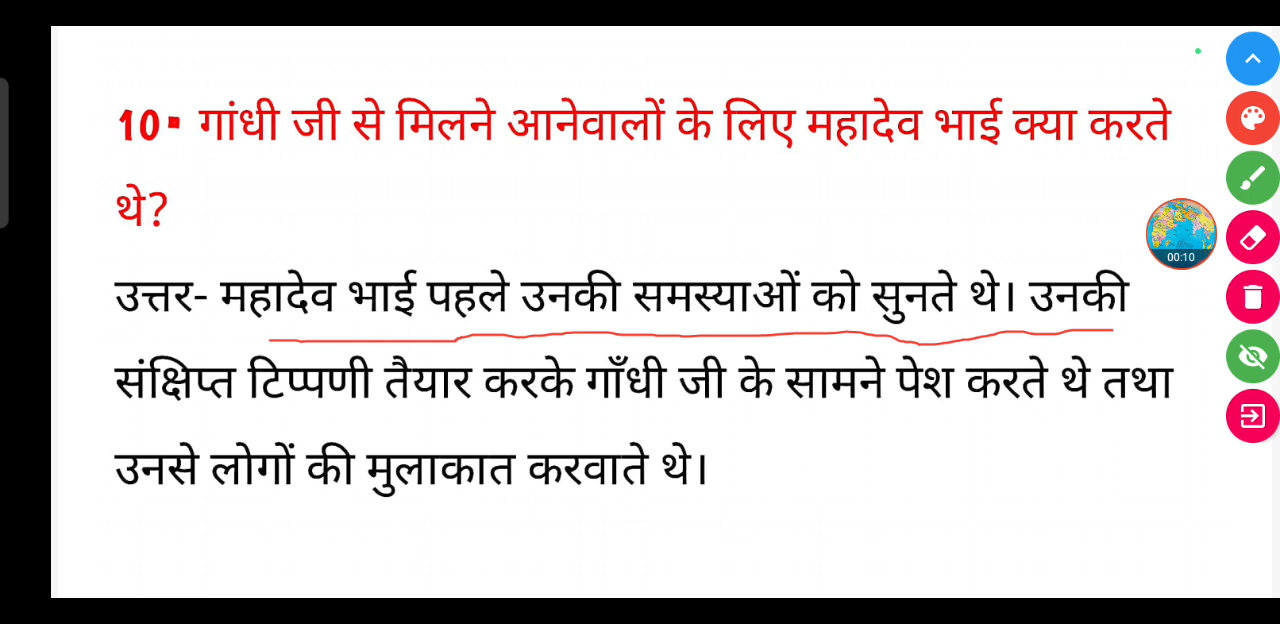 10- गांधी जी से मिलने आनेवालों के लिए महादेव भाई क्या करते
थे?
उत्तर- महादेव भाई पहले उनकी समस्याओं को सुनते थे। उनकी
संक्षिप्त टिप्पणी तैयार करके गाँधी जी के सामने पेश करते थे तथा
उनसे लोगों की मुलाकात करवाते थे।
00:10